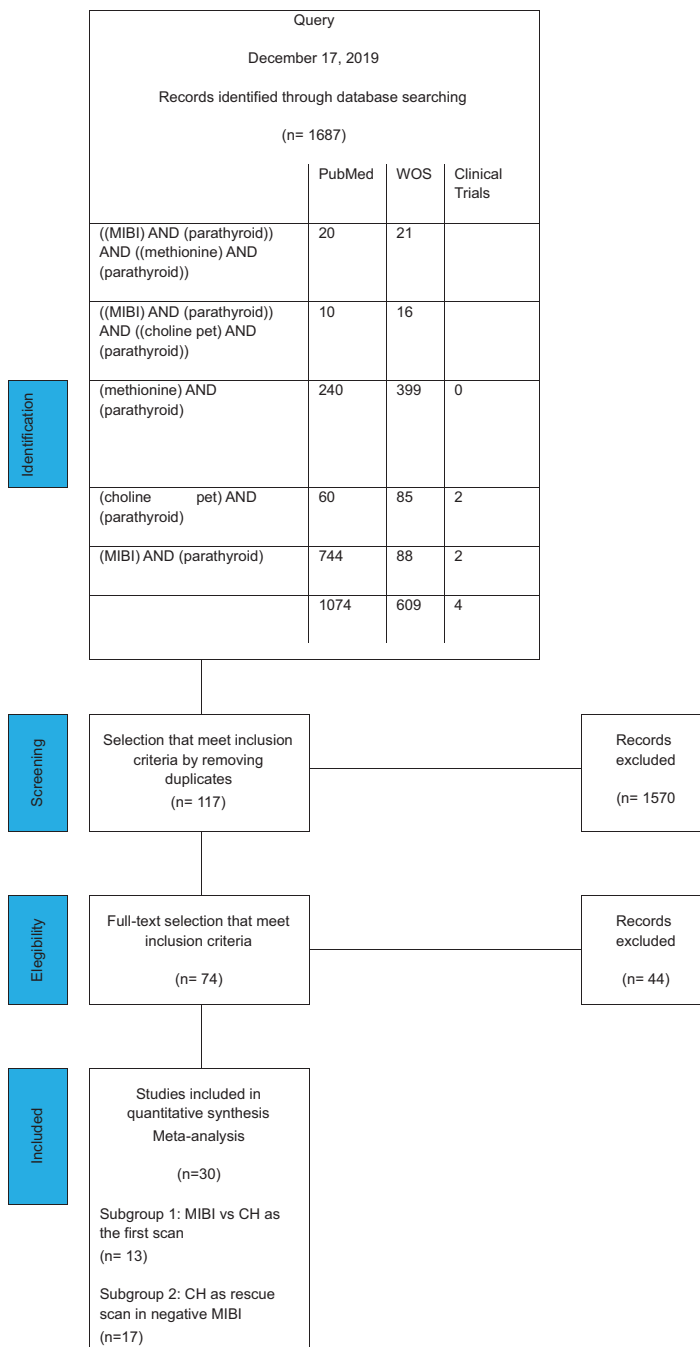 Query
December 17, 2019
Records identified through database searching
(n= 1687)
PubMed WOS Clinical
Trials
((MIBI) AND (parathyroid)) 20 21
AND ((methionine) AND
(parathyroid))
((MIBI) AND (parathyroid)) 10 16
AND ((choline pet) AND
(parathyroid))
Identification
(methionine) AND 240 399 0
(parathyroid)
(choline pet) AND 60 85 2
(parathyroid)
(MIBI) AND (parathyroid) 744 88 2
1074 609 4
Screening
Selection that meet inclusion
criteria by removing
duplicates
(n= 117)
Records
excluded
(n= 1570
Elegibility
Full-text selection that meet
inclusion criteria
(n= 74)
Records
excluded
(n= 44)
Included
Studies included in
quantitative synthesis
Meta-analysis
(n=30)
Subgroup 1: MIBI vs CH as
the first scan
(n= 13)
Subgroup 2: CH as rescue
scan in negative MIBI
(n=17)